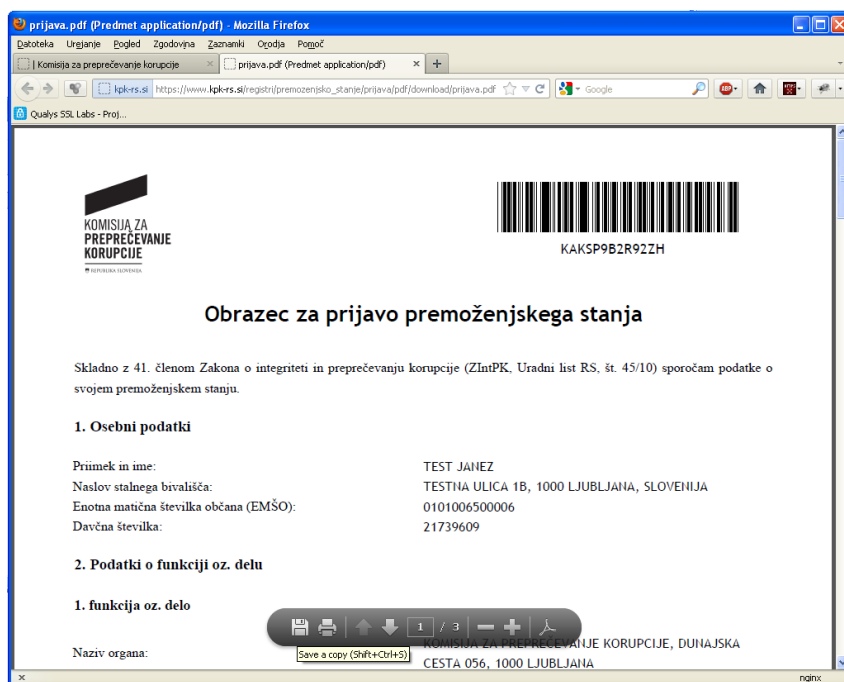 prijava.pdf (Predmet application/pdf) - Mozilla Firefox
Datoteka Urejanje Pogled Zgodovina Zaznamki Orodja Pomoč
| Komisija za preprečevanje korupcije
prijava.pdf (Predmet application/pdf)
kpk-rs.si https://www.kpk-rs.si/registri/premozenjsko_stanje/prijava/pdf/download/prijava.pdf
Google
ABP
Qualys SSL Labs - Proj...
KOMISIJA ZA
PREPREČEVANJE
KORUPCIJE
REPUBLIKA SLOVENIJA
KAKSP9B2R92ZH
Obrazec za prijavo premoženjskega stanja
Skladno z 41. členom Zakona o integriteti in preprečevanju korupcije (ZIntPK, Uradni list RS, št. 45/10) sporočam podatke o
svojem premoženjskem stanju.
1. Osebni podatki
Priimek in ime: TEST JANEZ
Naslov stalnega bivališča: TESTNA ULICA 1B, 1000 LJUBLJANA, SLOVENIJA
Enotna matična številka občana (EMŠO): 0101006500006
Davčna številka: 21739609
2. Podatki o funkciji oz. delu
1. funkcija oz. delo
1 / 3
Save a copy (Shift+Ctrl+S)
Naziv organa: KOMISIJA ZA PREPREČEVANJE KORUPCIJE, DUNAJSKA
CESTA 056, 1000 LJUBLJANA
x
nginx